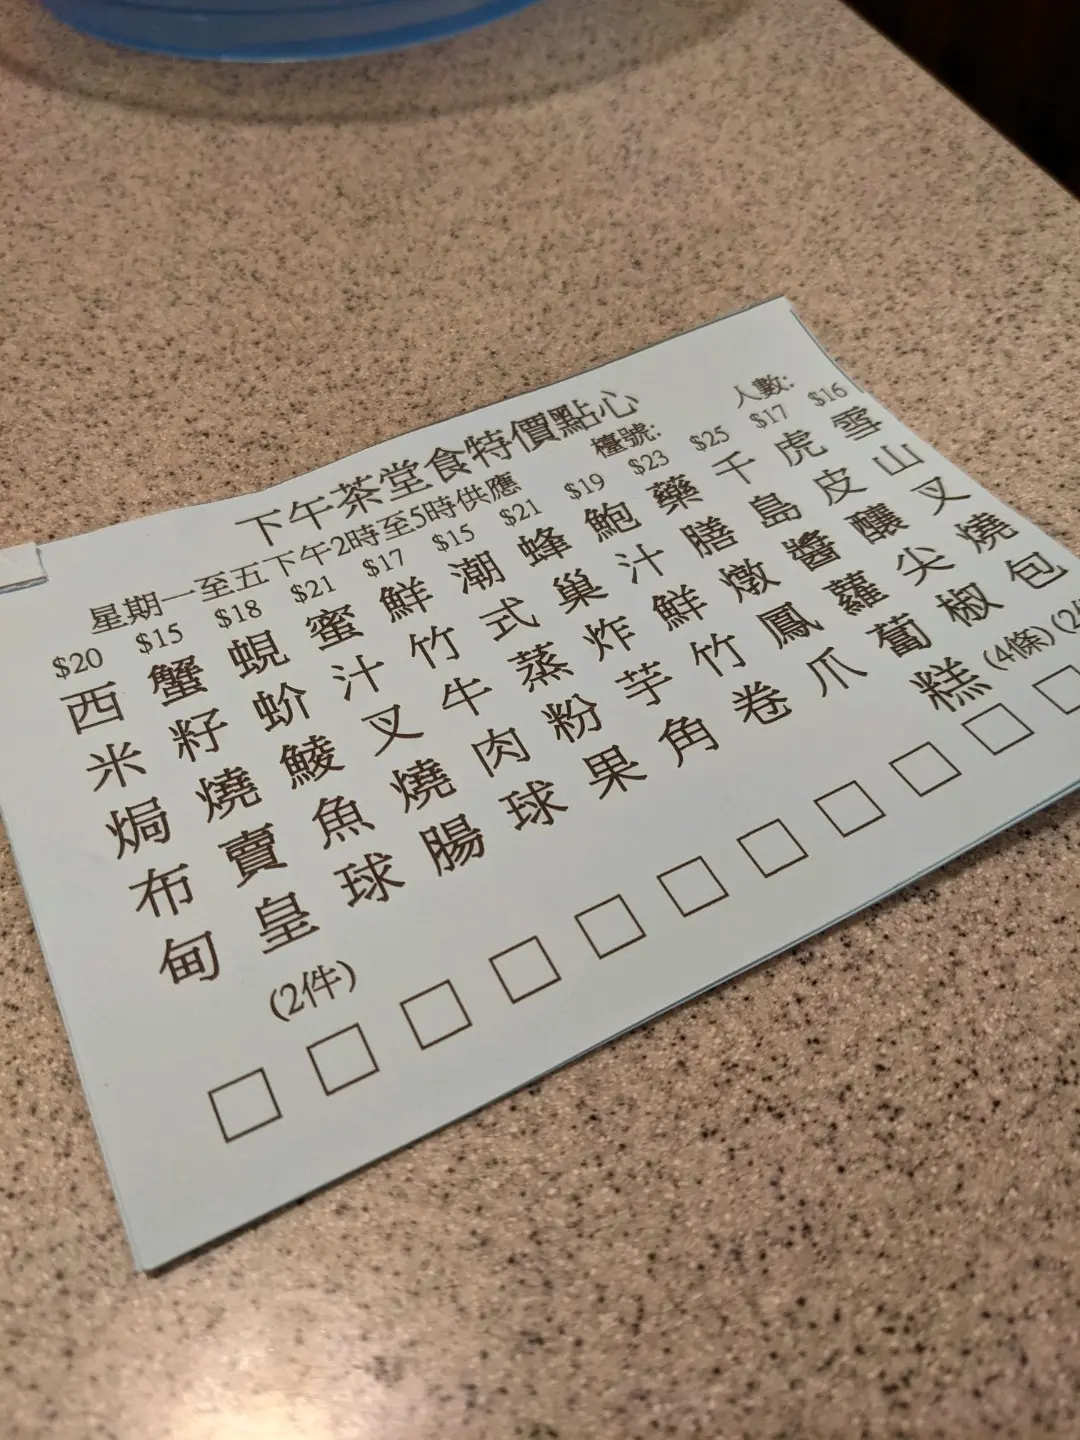 下午茶堂食特價點心
星期一至五下午2時至5時供應
檯號:
人數:
$16 雪山叉燒包
$17 虎皮釀尖椒(4條)
$25 千島醬蘿蔔糕
$23 藥膳燉鳳爪
$19 鮑汁鮮竹卷
$21 蜂巢炸芋角
$15 潮式蒸粉果
$17 鮮竹牛肉球
$21 蜜汁叉燒腸
$18 蜆蚧鯪魚球
$15 蟹籽燒賣皇(2件)
$20 西米焗布甸